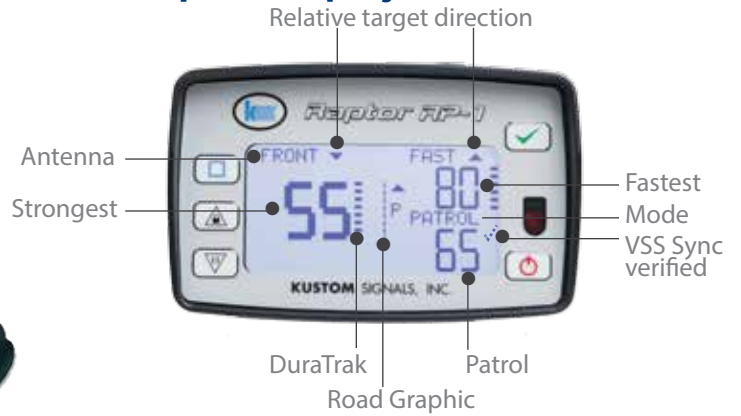 Relative target direction
Raptor RP-1
Antenna
FRONT
FAST
80
Fastest
Strongest
55
P
PATROL
Mode
65
VSS Sync
verified
KUSTOM SIGNALS, INC.
DuraTrak
Patrol
Road Graphic